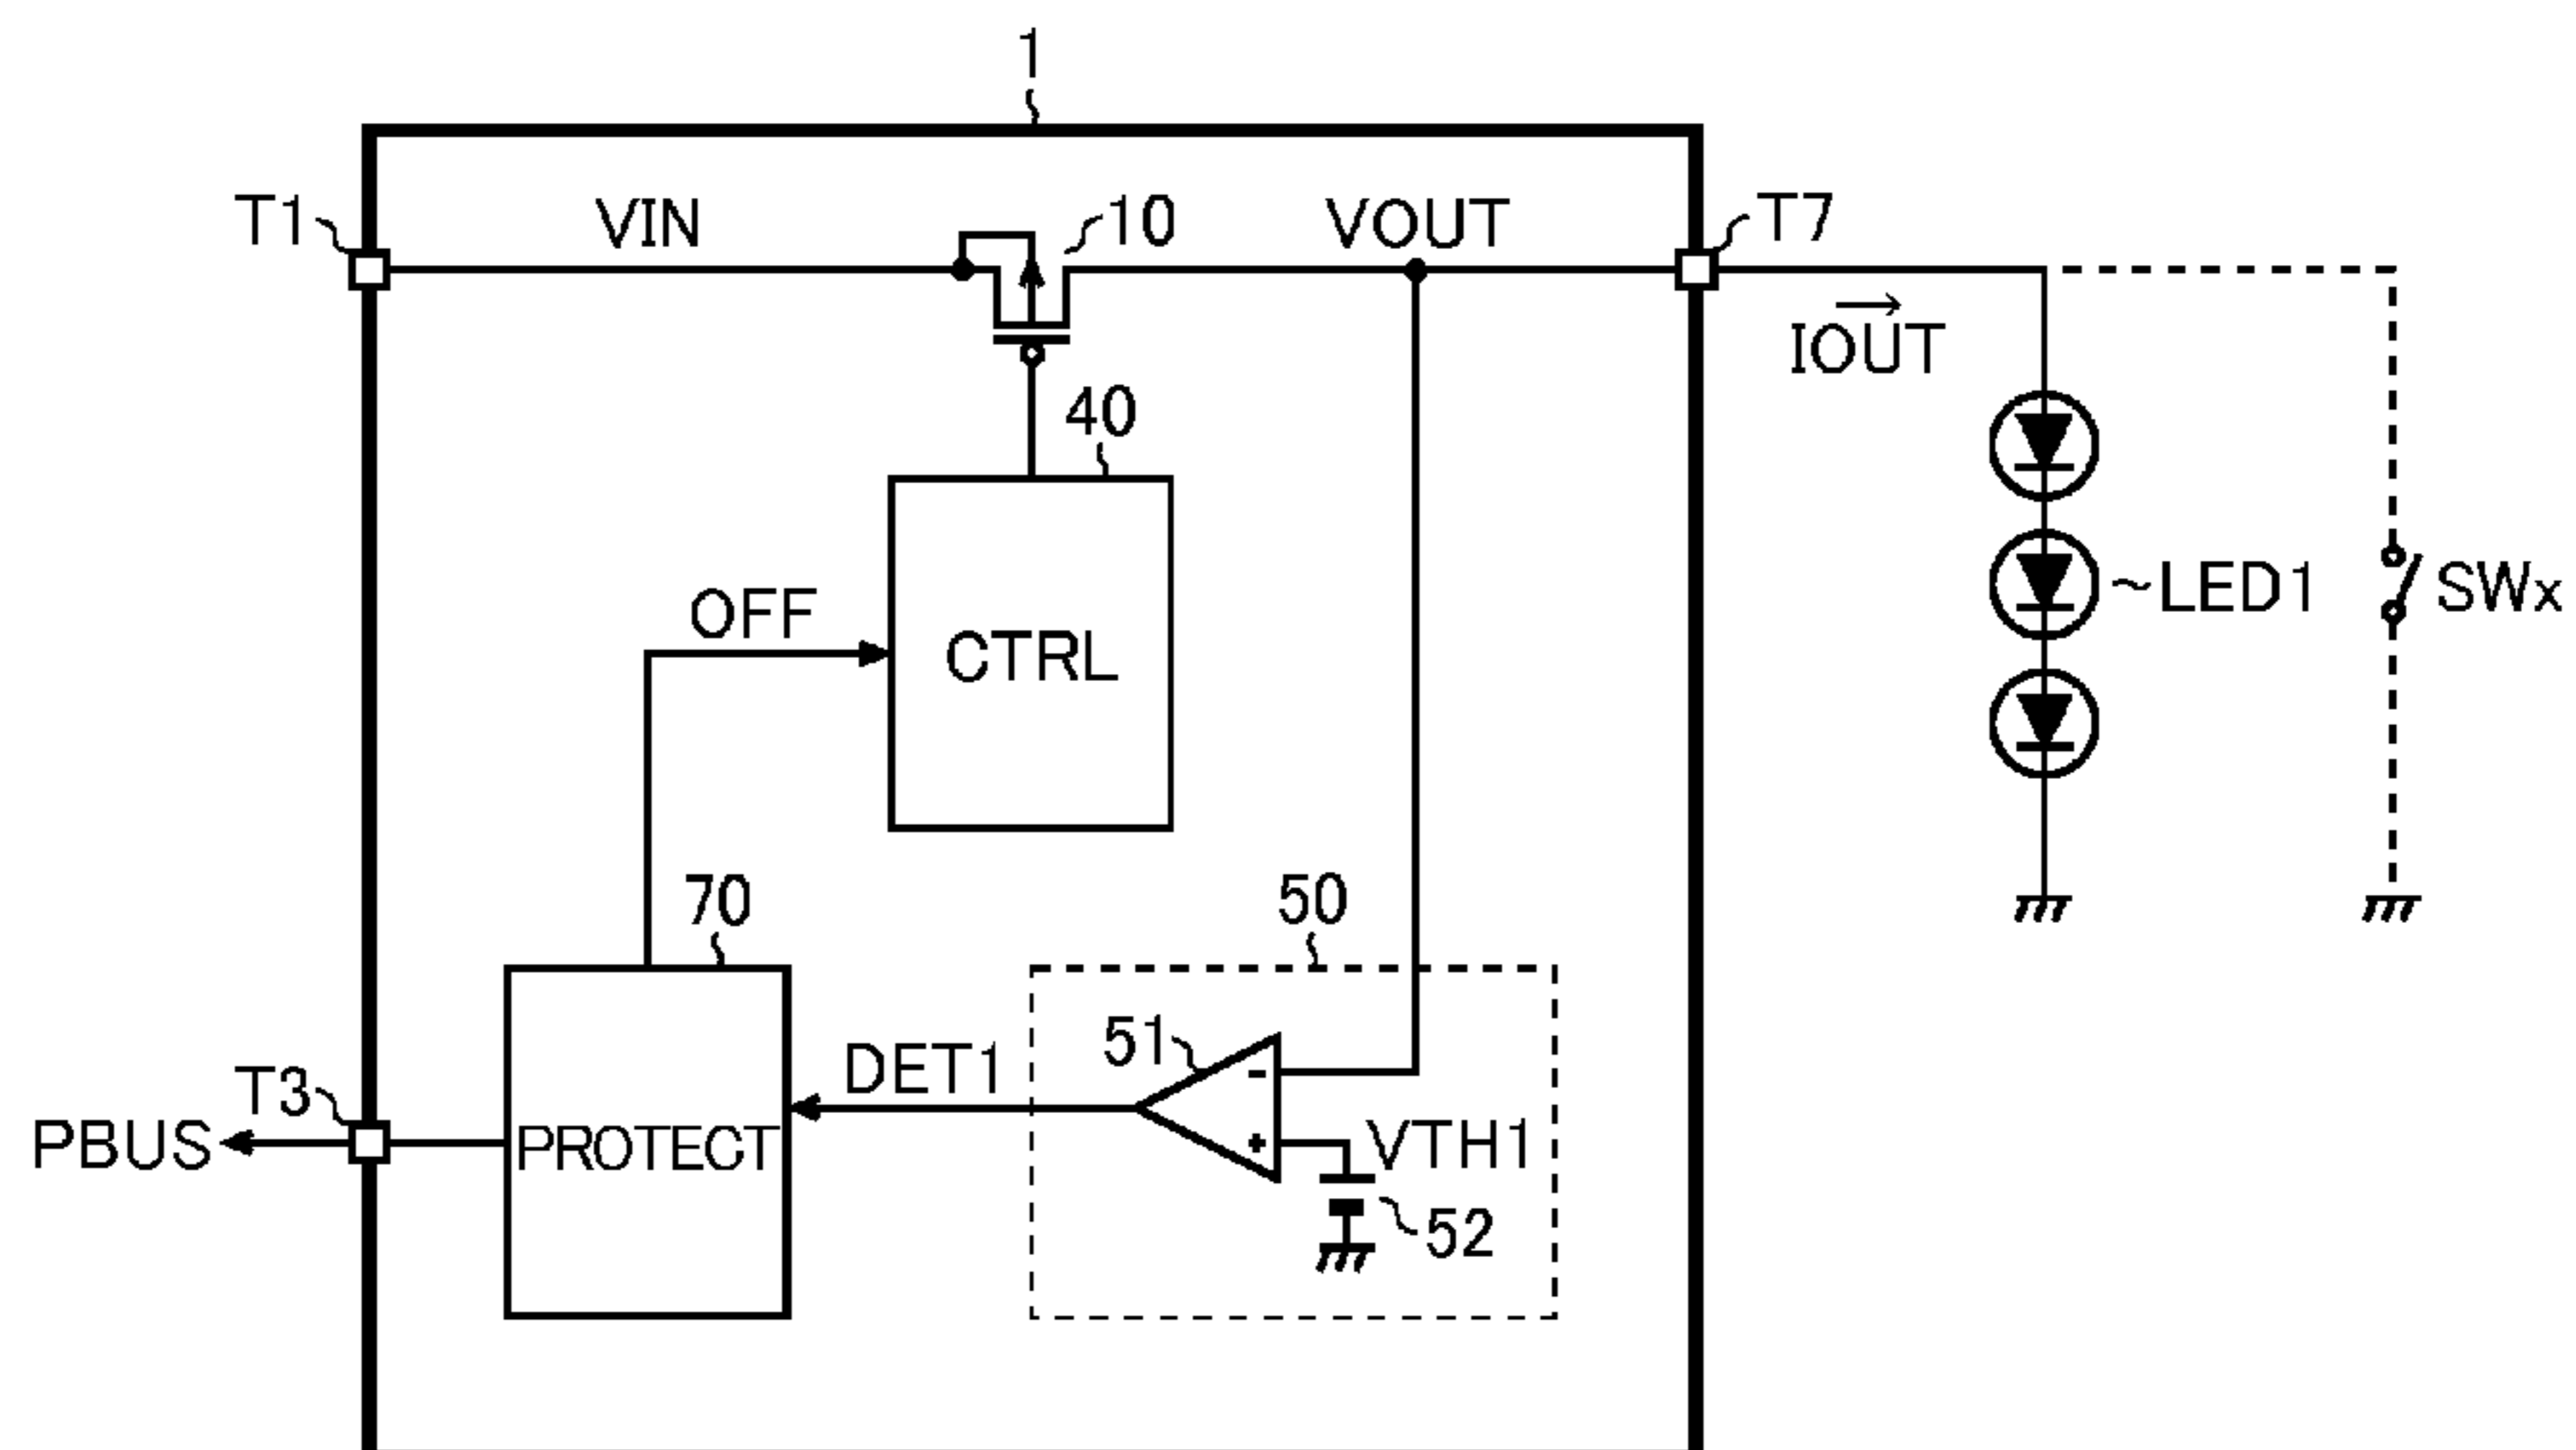 1
T1
VIN
10
VOUT
T7
IOUT
40
OFF
CTRL
LED1
SWx
70
50
51
DET1
T3
PBUS
PROTECT
-
+
VTH1
52